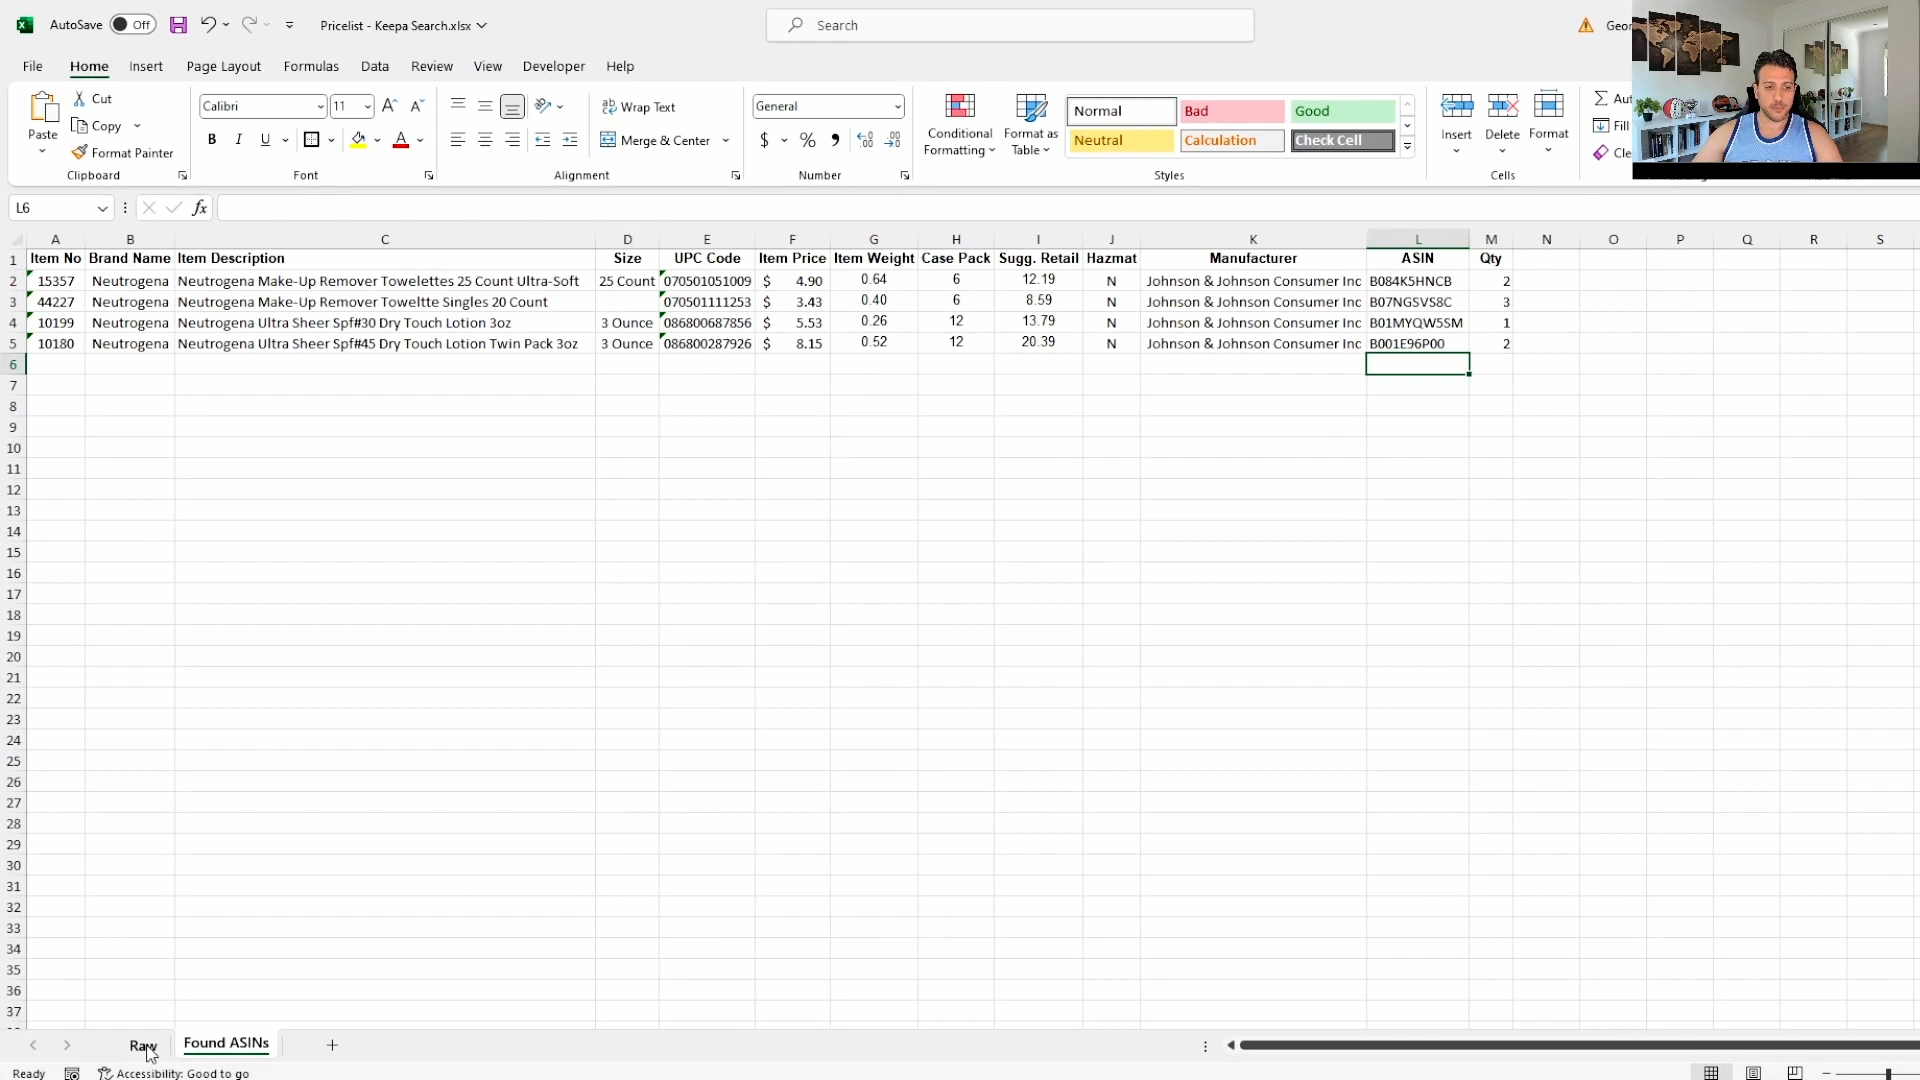 AutoSave Off Pricelist - Keepa Search.xlsx Search Geor
File Home Insert Page Layout Formulas Data Review View Developer Help
Paste Cut Copy Format Painter Clipboard
Calibri 11 B I U Font
Wrap Text Merge & Center Alignment
General $ % Number
Conditional Formatting Format as Table
Normal Bad Good
Neutral Calculation Check Cell
Styles
Insert Delete Format Cells
Σ Aut
Fill
Cle
L6 fx
A B C D E F G H I J K L M N O P Q R S
1 Item No Brand Name Item Description Size UPC Code Item Price Item Weight Case Pack Sugg. Retail Hazmat Manufacturer ASIN Qty
2 15357 Neutrogena Neutrogena Make-Up Remover Towelettes 25 Count Ultra-Soft 25 Count 070501051009 $ 4.90 0.64 6 12.19 N Johnson & Johnson Consumer Inc B084K5HNCB 2
3 44227 Neutrogena Neutrogena Make-Up Remover Toweltte Singles 20 Count 070501111253 $ 3.43 0.40 6 8.59 N Johnson & Johnson Consumer Inc B07NGSVS8C 3
4 10199 Neutrogena Neutrogena Ultra Sheer Spf#30 Dry Touch Lotion 3oz 3 Ounce 086800687856 $ 5.53 0.26 12 13.79 N Johnson & Johnson Consumer Inc B01MYQW5SM 1
5 10180 Neutrogena Neutrogena Ultra Sheer Spf#45 Dry Touch Lotion Twin Pack 3oz 3 Ounce 086800287926 $ 8.15 0.52 12 20.39 N Johnson & Johnson Consumer Inc B001E96P00 2
6
7
8
9
10
11
12
13
14
15
16
17
18
19
20
21
22
23
24
25
26
27
28
29
30
31
32
33
34
35
36
37
Raw Found ASINs
Ready Accessibility: Good to go